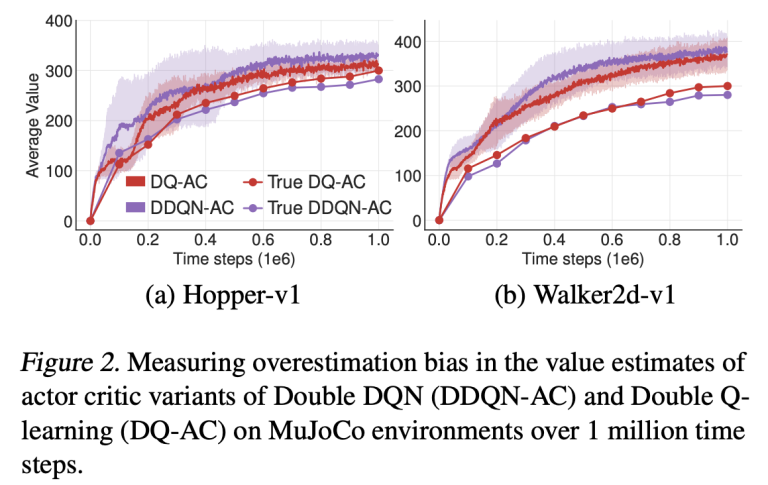 400
300
200
100
0
Average Value
DQ-AC
True DQ-AC
DDQN-AC
True DDQN-AC
0.0 0.2 0.4 0.6 0.8 1.0
Time steps (1e6)
(a) Hopper-v1
400
300
200
100
0
0.0 0.2 0.4 0.6 0.8 1.0
Time steps (1e6)
(b) Walker2d-v1
Figure 2. Measuring overestimation bias in the value estimates of
actor critic variants of Double DQN (DDQN-AC) and Double Q-
learning (DQ-AC) on MuJoCo environments over 1 million time
steps.